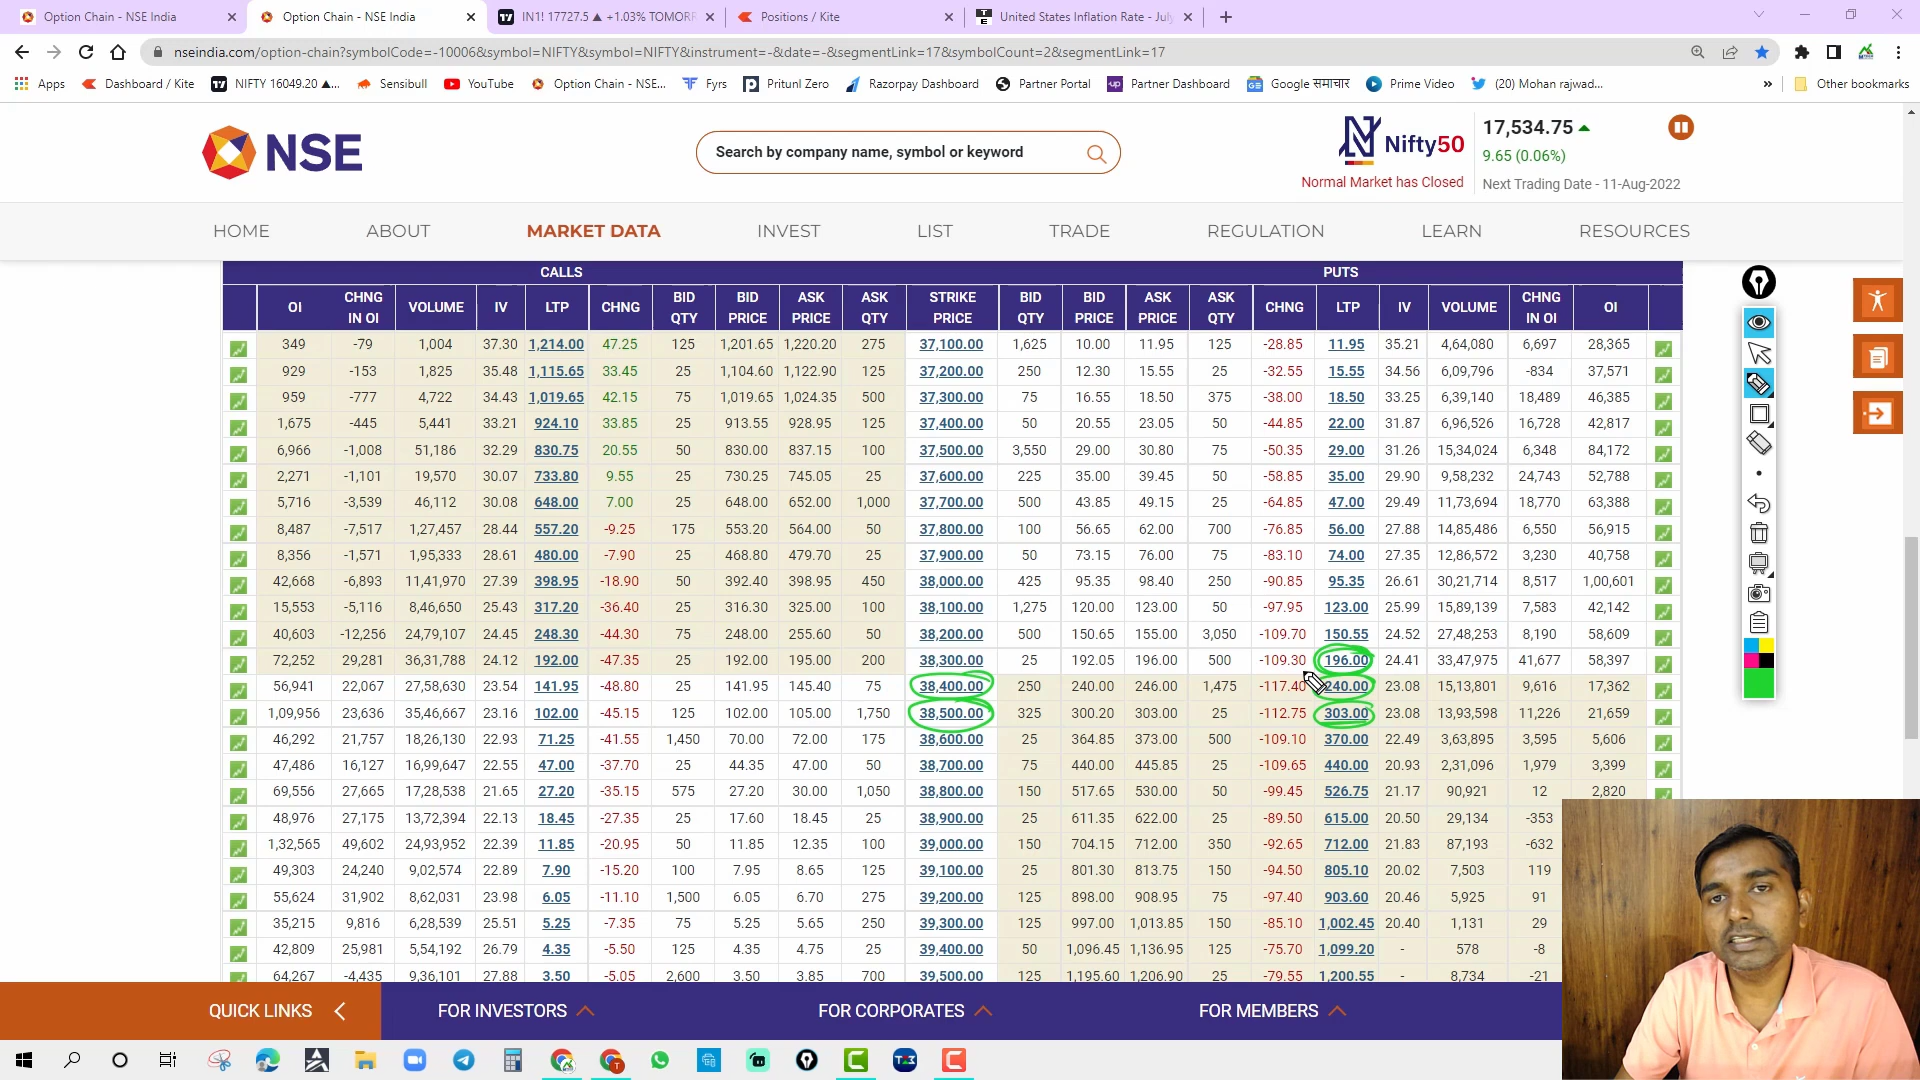 Option Chain - NSE India
Option Chain - NSE India
IN1! 17727.5 ▲ +1.03% TOMORR
Positions / Kite
United States Inflation Rate - July
nseindia.com/option-chain?symbolCode=-10006&symbol=NIFTY&symbol=NIFTY&instrument=-&date=-&segmentLink=17&symbolCount=2&segmentLink=17
Apps Dashboard / Kite NIFTY 16049.20 ▲... Sensibull YouTube Option Chain - NSE... Fyrs Pritunl Zero Razorpay Dashboard Partner Portal Partner Dashboard Google समाचार Prime Video (20) Mohan rajwad... » Other bookmarks
NSE
Search by company name, symbol or keyword
Nifty50
17,534.75
9.65 (0.06%)
Normal Market has Closed
Next Trading Date - 11-Aug-2022
HOME ABOUT MARKET DATA INVEST LIST TRADE REGULATION LEARN RESOURCES
CALLS PUTS
OI CHNG IN OI VOLUME IV LTP CHNG BID QTY BID PRICE ASK PRICE ASK QTY STRIKE PRICE BID QTY BID PRICE ASK PRICE ASK QTY CHNG LTP IV VOLUME CHNG IN OI OI
349 -79 1,004 37.30 1,214.00 47.25 125 1,201.65 1,220.20 275 37,100.00 1,625 10.00 11.95 125 -28.85 11.95 35.21 4,64,080 6,697 28,365
929 -153 1,825 35.48 1,115.65 33.45 25 1,104.60 1,122.90 125 37,200.00 250 12.30 15.55 25 -32.55 15.55 34.56 6,09,796 -834 37,571
959 -777 4,722 34.43 1,019.65 42.15 75 1,019.65 1,024.35 500 37,300.00 75 16.55 18.50 375 -38.00 18.50 33.25 6,39,140 18,489 46,385
1,675 -445 5,441 33.21 924.10 33.85 25 913.55 928.95 125 37,400.00 50 20.55 23.05 50 -44.85 22.00 31.87 6,96,526 16,728 42,817
6,966 -1,008 51,186 32.29 830.75 20.55 50 830.00 837.15 100 37,500.00 3,550 29.00 30.80 75 -50.35 29.00 31.26 15,34,024 6,348 84,172
2,271 -1,101 19,570 30.07 733.80 9.55 25 730.25 745.05 25 37,600.00 225 35.00 39.45 50 -58.85 35.00 29.90 9,58,232 24,743 52,788
5,716 -3,539 46,112 30.08 648.00 7.00 25 648.00 652.00 1,000 37,700.00 500 43.85 49.15 25 -64.85 47.00 29.49 11,73,694 18,770 63,388
8,487 -7,517 1,27,457 28.44 557.20 -9.25 175 553.20 564.00 50 37,800.00 100 56.65 62.00 700 -76.85 56.00 27.88 14,85,486 6,550 56,915
8,356 -1,571 1,95,333 28.61 480.00 -7.90 25 468.80 479.70 25 37,900.00 50 73.15 76.00 75 -83.10 74.00 27.35 12,86,572 3,230 40,758
42,668 -6,893 11,41,970 27.39 398.95 -18.90 50 392.40 398.95 450 38,000.00 425 95.35 98.40 250 -90.85 95.35 26.61 30,21,714 8,517 1,00,601
15,553 -5,116 8,46,650 25.43 317.20 -36.40 25 316.30 325.00 100 38,100.00 1,275 120.00 123.00 50 -97.95 123.00 25.99 15,89,139 7,583 42,142
40,603 -12,256 24,79,107 24.45 248.30 -44.30 75 248.00 255.60 50 38,200.00 500 150.65 155.00 3,050 -109.70 150.55 24.52 27,48,253 8,190 58,609
72,252 29,281 36,31,788 24.12 192.00 -47.35 25 192.00 195.00 200 38,300.00 25 192.05 196.00 500 -109.30 196.00 24.41 33,47,975 41,677 58,397
56,941 22,067 27,58,630 23.54 141.95 -48.80 25 141.95 145.40 75 38,400.00 250 240.00 246.00 1,475 -117.40 240.00 23.08 15,13,801 9,616 17,362
1,09,956 23,636 35,46,667 23.16 102.00 -45.15 125 102.00 105.00 1,750 38,500.00 325 300.20 303.00 25 -112.75 303.00 23.08 13,93,598 11,226 21,659
46,292 21,757 18,26,130 22.93 71.25 -41.55 1,450 70.00 72.00 175 38,600.00 25 364.85 373.00 500 -109.10 370.00 22.49 3,63,895 3,595 5,606
47,486 16,127 16,99,647 22.55 47.00 -37.70 25 44.35 47.00 50 38,700.00 75 440.00 445.85 25 -109.65 440.00 20.93 2,31,096 1,979 3,399
69,556 27,665 17,28,538 21.65 27.20 -35.15 575 27.20 30.00 1,050 38,800.00 150 517.65 530.00 50 -99.45 526.75 21.17 90,921 12 2,820
48,976 27,175 13,72,394 22.13 18.45 -27.35 25 17.60 18.45 25 38,900.00 25 611.35 622.00 25 -89.50 615.00 20.50 29,134 -353
1,32,565 49,602 24,93,952 22.39 11.85 -20.95 50 11.85 12.35 100 39,000.00 150 704.15 712.00 350 -92.65 712.00 21.83 87,193 -632
49,303 24,240 9,02,574 22.89 7.90 -15.20 100 7.95 8.65 125 39,100.00 25 801.30 813.75 150 -94.50 805.10 20.02 7,503 119
55,624 31,902 8,62,031 23.98 6.05 -11.10 1,500 6.05 6.70 275 39,200.00 125 898.00 908.95 75 -97.40 903.60 20.46 5,925 91
35,215 9,816 6,28,539 25.51 5.25 -7.35 75 5.25 5.65 250 39,300.00 125 997.00 1,013.85 150 -85.10 1,002.45 20.40 1,131 29
42,809 25,981 5,54,192 26.79 4.35 -5.50 125 4.35 4.75 25 39,400.00 50 1,096.45 1,136.95 125 -75.70 1,099.20 - 578 -8
64,267 -4,435 9,36,101 27.88 3.50 -5.05 2,600 3.50 3.85 700 39,500.00 125 1,195.60 1,206.90 25 -79.55 1,200.55 - 8,734 -21
QUICK LINKS FOR INVESTORS FOR CORPORATES FOR MEMBERS